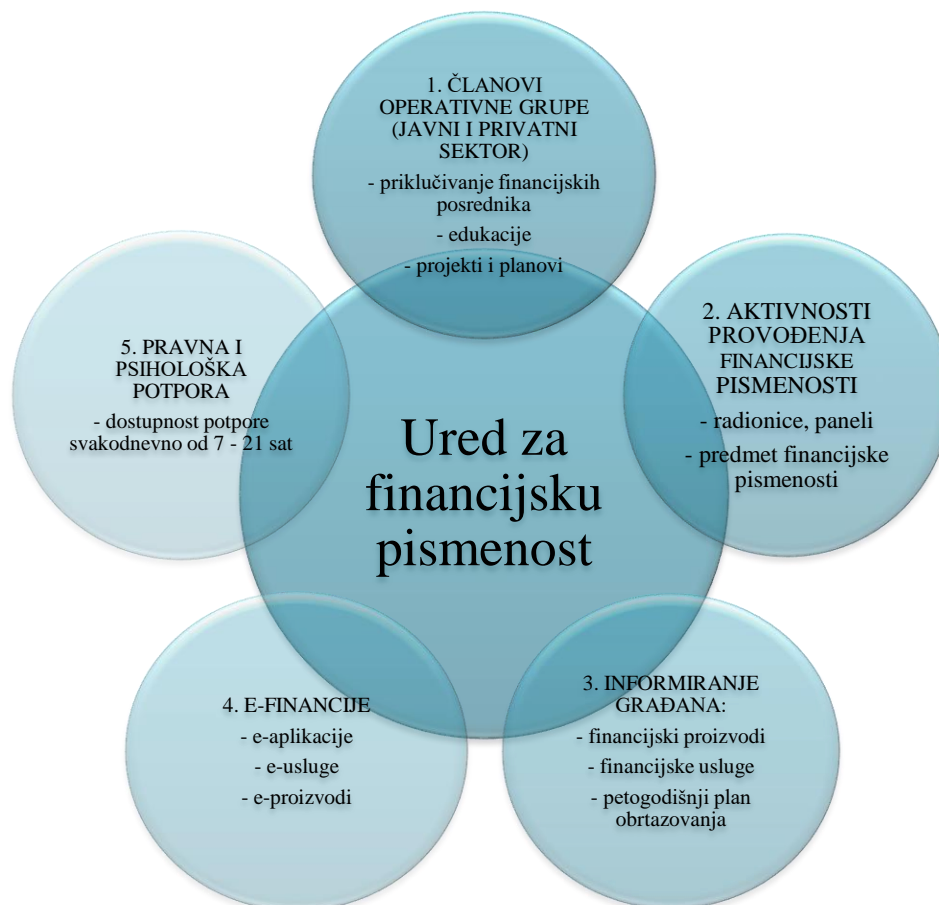 1. ČLANOVI
OPERATIVNE GRUPE
(JAVNI I PRIVATNI
SEKTOR)
- priključivanje financijskih
posrednika
- edukacije
- projekti i planovi
2. AKTIVNOSTI
PROVOĐENJA
FINANCIJSKE
PISMENOSTI
- radionice, paneli
- predmet financijske
pismenosti
3. INFORMIRANJE
GRAĐANA:
- financijski proizvodi
- financijske usluge
- petogodišnji plan
obrtazovanja
4. E-FINANCIJE
- e-aplikacije
- e-usluge
- e-proizvodi
5. PRAVNA I
PSIHOLOŠKA
POTPORA
- dostupnost potpore
svakodnevno od 7 - 21 sat
Ured za
financijsku
pismenost